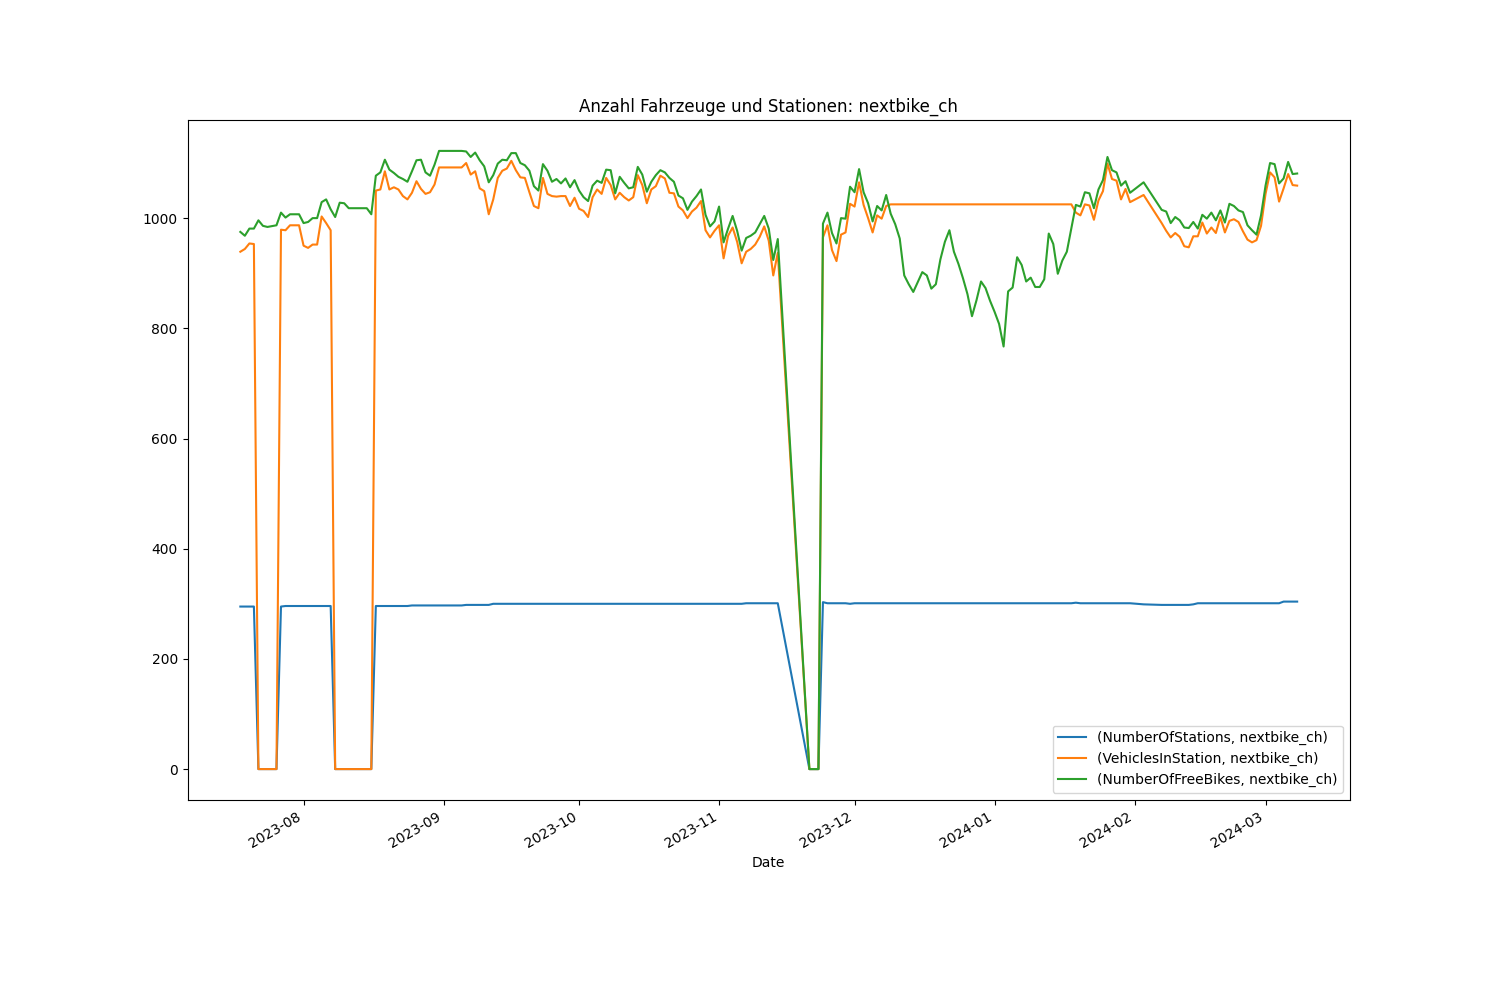 Anzahl Fahrzeuge und Stationen: nextbike_ch
1000
800
600
400
200
0
(NumberOfStations, nextbike_ch)
(VehiclesInStation, nextbike_ch)
(NumberOfFreeBikes, nextbike_ch)
2023-08
2023-09
2023-10
2023-11
2023-12
2024-01
2024-02
2024-03
Date